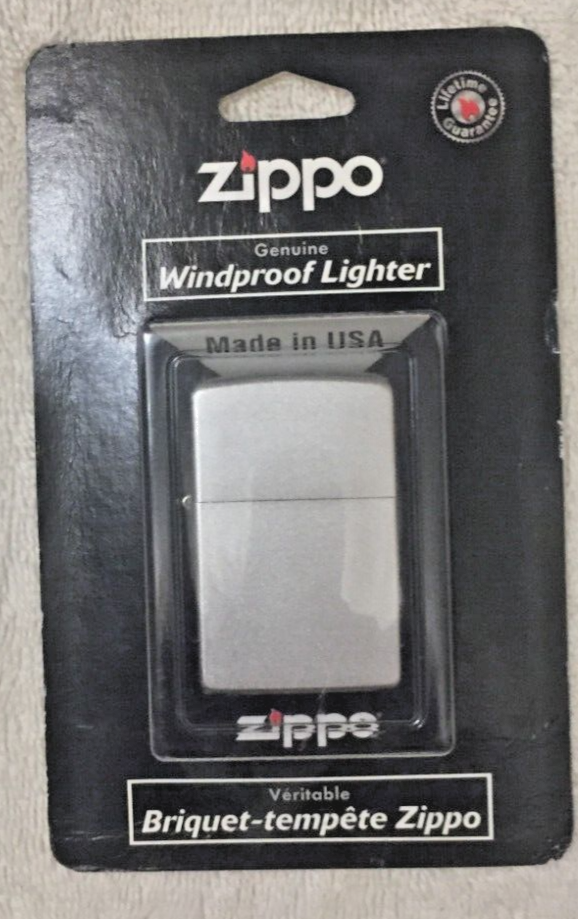 Lifetime
Guarantee
zippo
Genuine
Windproof Lighter
Made in USA
zippo
Véritable
Briquet-tempête Zippo